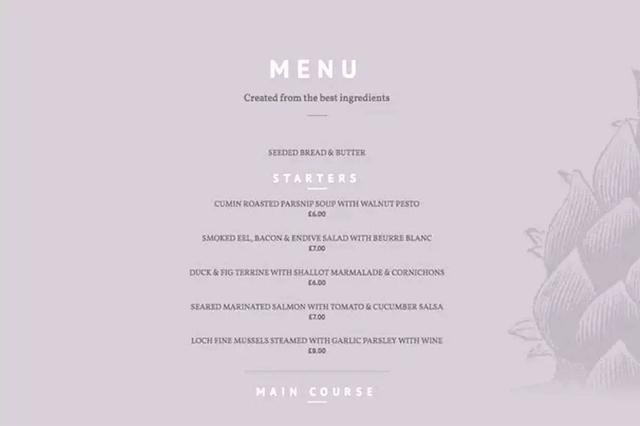 MENU
Created from the best ingredients
SEEDED BREAD & BUTTER
STARTERS
CUMIN ROASTED PARSNIP SOUP WITH WALNUT PESTO
£6.00
SMOKED EEL, BACON & ENDIVE SALAD WITH BEURRE BLANC
£7.00
DUCK & FIG TERRINE WITH SHALLOT MARMALADE & CORNICHONS
£6.00
SEARED MARINATED SALMON WITH TOMATO & CUCUMBER SALSA
£7.00
LOCH FINE MUSSELS STEAMED WITH GARLIC PARSLEY WITH WINE
£8.00
MAIN COURSE